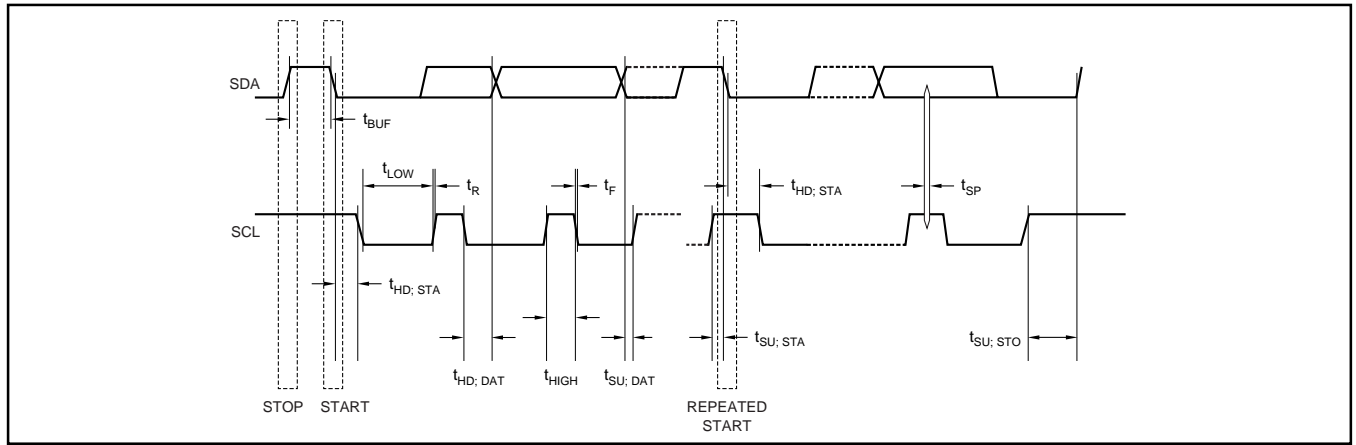 SDA
tBUF
tLOW
tR
tF
tHD; STA
tSP
SCL
tHD; STA
tSU; STA
tSU; STO
tHD; DAT
tHIGH
tSU; DAT
STOP
START
REPEATED
START